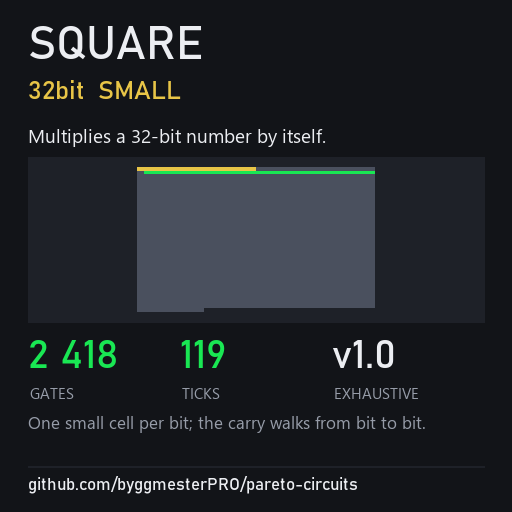 SQUARE
32bit SMALL
Multiplies a 32-bit number by itself.
2 418 119 v1.0
GATES TICKS EXHAUSTIVE
One small cell per bit; the carry walks from bit to bit.
github.com/byggmesterPRO/pareto-circuits